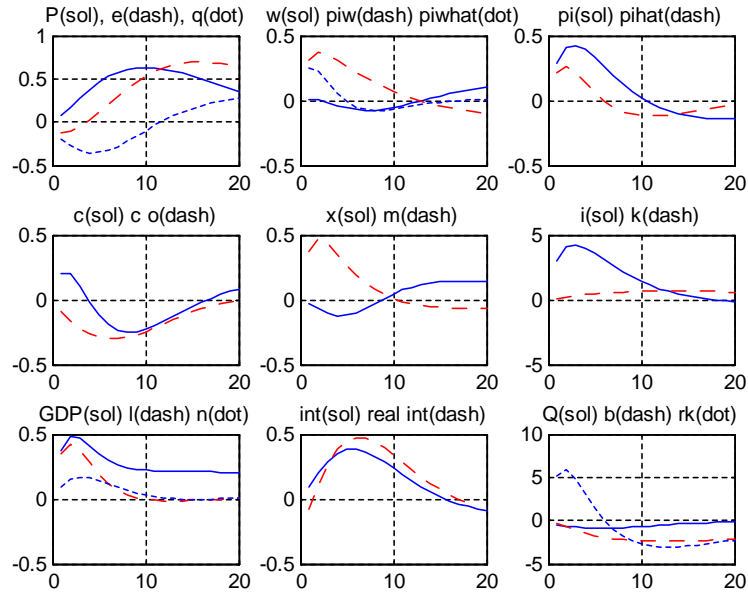 P(sol), e(dash), q(dot)
1
0.5
0
-0.5
0 10 20
w(sol) piw(dash) piwhat(dot)
0.5
0
-0.5
0 10 20
pi(sol) pihat(dash)
0.5
0
-0.5
0 10 20
c(sol) c o(dash)
0.5
0
-0.5
0 10 20
x(sol) m(dash)
0.5
0
-0.5
0 10 20
i(sol) k(dash)
5
0
-5
0 10 20
GDP(sol) l(dash) n(dot)
0.5
0
-0.5
0 10 20
int(sol) real int(dash)
0.5
0
-0.5
0 10 20
Q(sol) b(dash) rk(dot)
10
5
0
-5
0 10 20